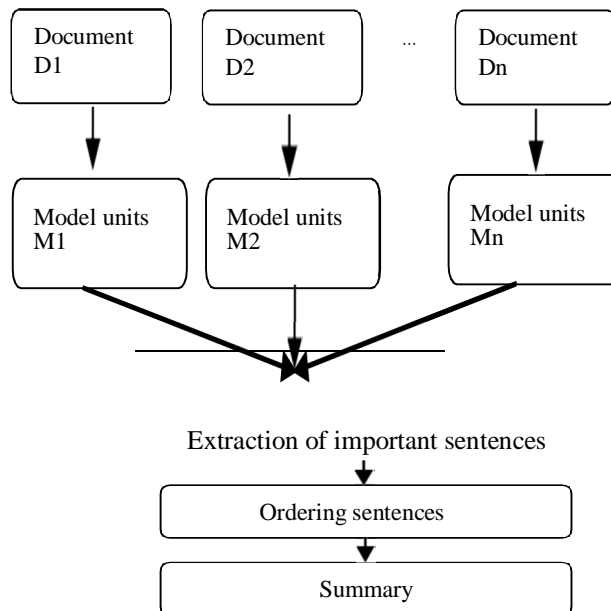 Document
D1
Document
D2
...
Document
Dn
Model units
M1
Model units
M2
Model units
Mn
Extraction of important sentences
Ordering sentences
Summary